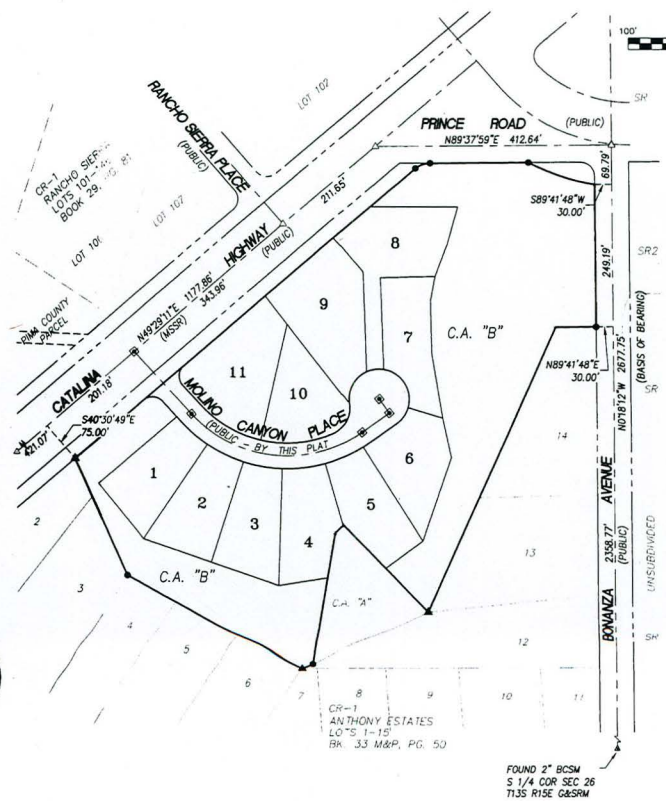 100'
LOT 102
RANCHO SIERRA PLACE
(PUBLIC)
SR
PRINCE ROAD
(PUBLIC)
N89°37'59"E 412.64'
69.79'
CR-1
RANCHO SIERRA
LOTS 101-
BOOK 29,
LOT 107
211.65'
S89°41'48"W
30.00'
8
HIGHWAY
(PUBLIC)
249.19'
SR2
1177.86'
N49°29'11"E 343.96'
(MSSR)
PIMA COUNTY
PARCEL
9
7
C.A. "B"
(BASIS OF BEARING)
N0°18'12"W 2677.75'
N89°41'48"E
30.00'
CATALINA
201.18'
11
10
SR
MOLINO CANYON PLACE
(PUBLIC - BY THIS PLAT
S40°30'49"E
75.00'
421.07'
14
6
1
2
3
4
5
BONANZA AVENUE
2358.77'
(PUBLIC)
UNSUBDIVIDED
2
3
13
C.A. "B"
C.A. "A"
4
5
12
SR
6
7
8
9
10
11
CR-1
ANTHONY ESTATES
LOTS 1-15
BK. 33 M&P, PG. 50
FOUND 2" BCSM
S 1/4 COR SEC 26
T13S R15E G&SRM